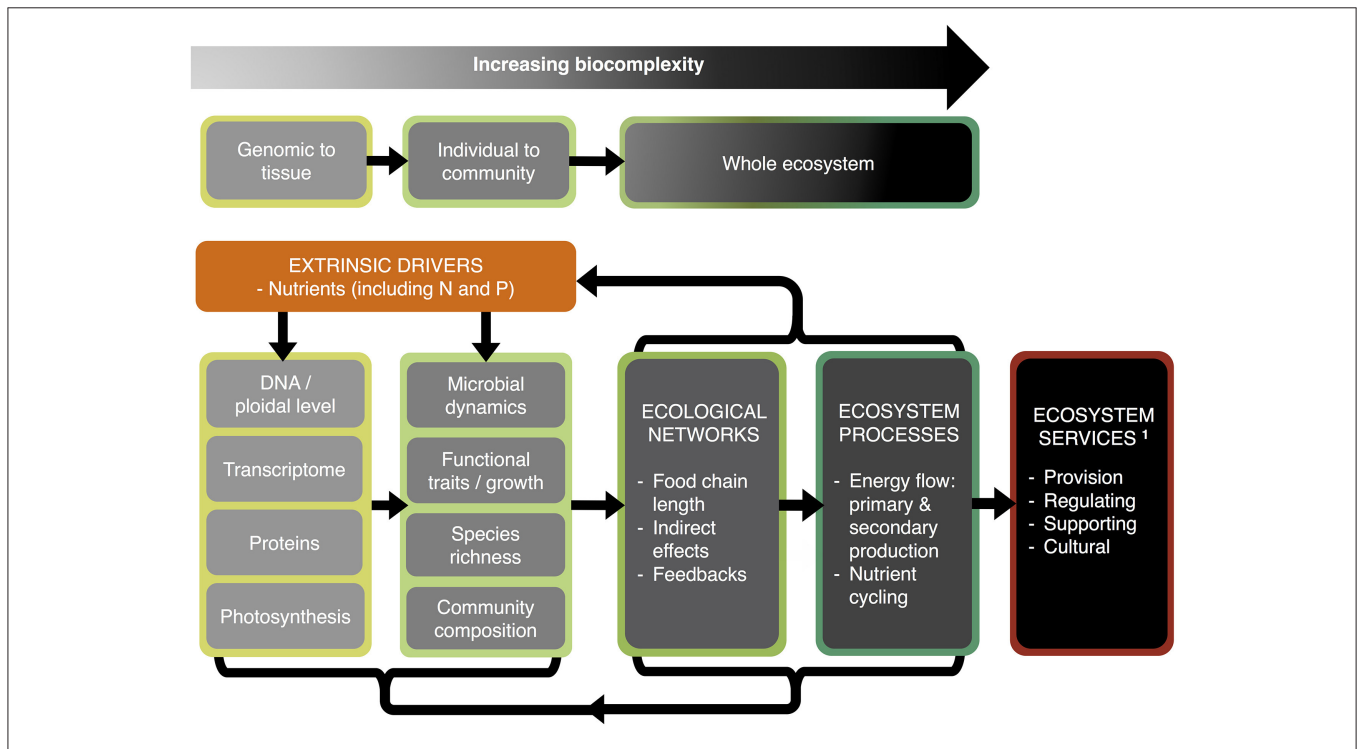 Increasing biocomplexity
Genomic to
tissue
Individual to
community
Whole ecosystem
EXTRINSIC DRIVERS
- Nutrients (including N and P)
DNA /
ploidal level
Transcriptome
Proteins
Photosynthesis
Microbial
dynamics
Functional
traits / growth
Species
richness
Community
composition
ECOLOGICAL
NETWORKS
- Food chain
length
- Indirect
effects
- Feedbacks
ECOSYSTEM
PROCESSES
- Energy flow:
primary &
secondary
production
- Nutrient
cycling
ECOSYSTEM
SERVICES ¹
- Provision
- Regulating
- Supporting
- Cultural